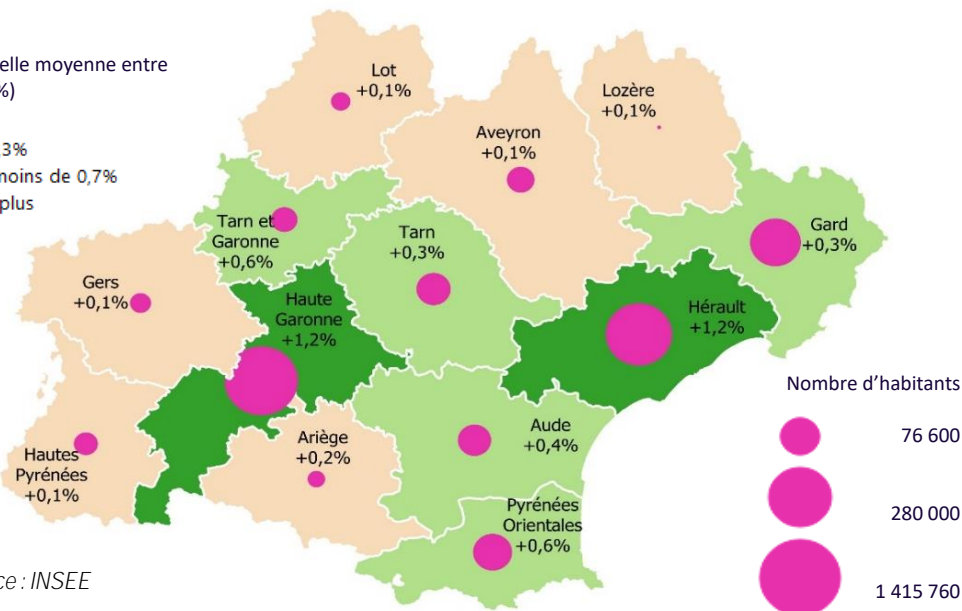 elle moyenne entre
%)
,3%
moins de 0,7%
plus
Lot
+0,1%
Lozère
+0,1%
Aveyron
+0,1%
Tarn et
Garonne
+0,6%
Tarn
+0,3%
Gard
+0,3%
Gers
+0,1%
Haute
Garonne
+1,2%
Hérault
+1,2%
Hautes
Pyrénées
+0,1%
Ariège
+0,2%
Aude
+0,4%
Pyrénées
Orientales
+0,6%
Nombre d’habitants
76 600
280 000
1 415 760
ce : INSEE